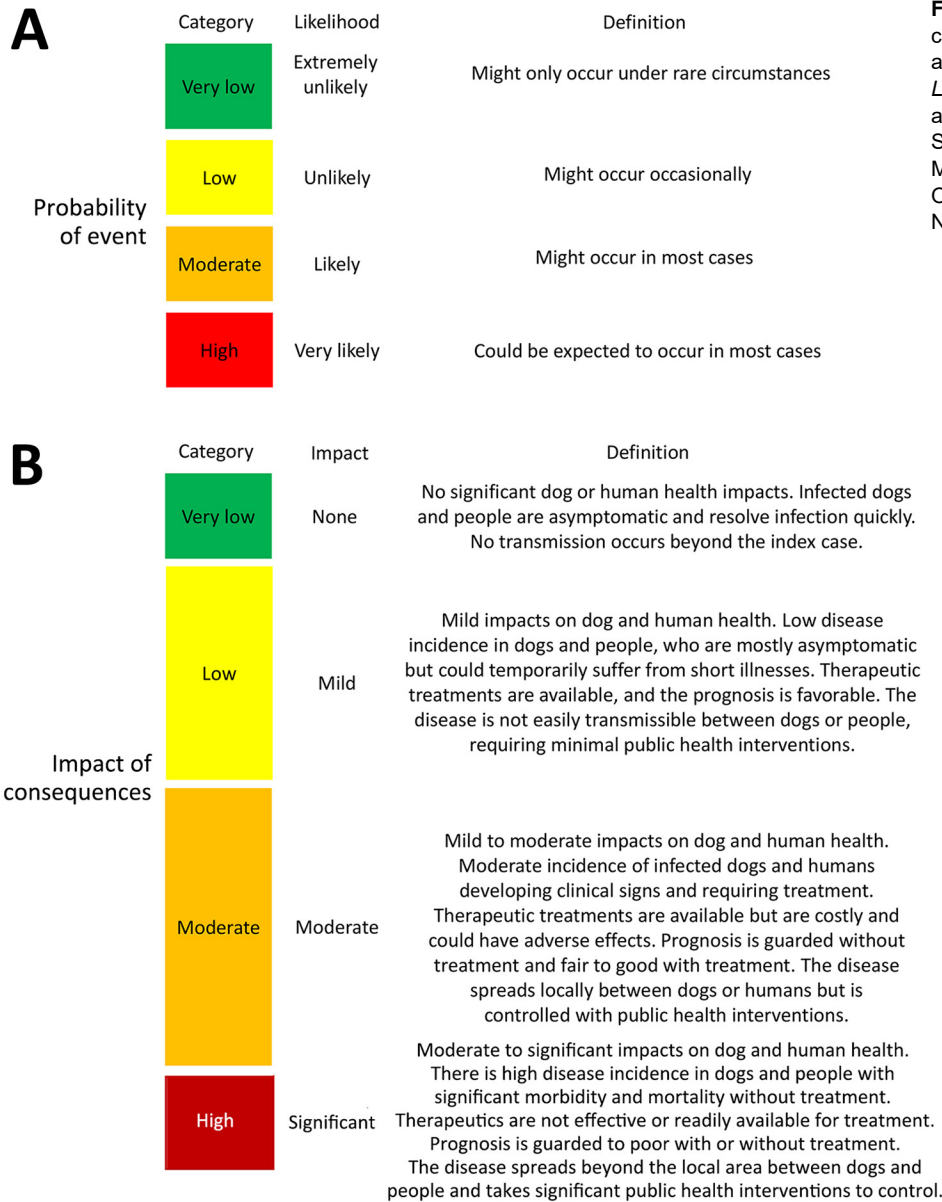 A
Category Likelihood Definition
Very low
Extremely
unlikely
Might only occur under rare circumstances
Low Unlikely Might occur occasionally
Probability
of event
Moderate Likely Might occur in most cases
High Very likely Could be expected to occur in most cases
B
Category Impact Definition
Very low None
No significant dog or human health impacts. Infected dogs
and people are asymptomatic and resolve infection quickly.
No transmission occurs beyond the index case.
Low Mild
Mild impacts on dog and human health. Low disease
incidence in dogs and people, who are mostly asymptomatic
but could temporarily suffer from short illnesses. Therapeutic
treatments are available, and the prognosis is favorable. The
disease is not easily transmissible between dogs or people,
requiring minimal public health interventions.
Impact of
consequences
Moderate Moderate
Mild to moderate impacts on dog and human health.
Moderate incidence of infected dogs and humans
developing clinical signs and requiring treatment.
Therapeutic treatments are available but are costly and
could have adverse effects. Prognosis is guarded without
treatment and fair to good with treatment. The disease
spreads locally between dogs or humans but is
controlled with public health interventions.
High Significant
Moderate to significant impacts on dog and human health.
There is high disease incidence in dogs and people with
significant morbidity and mortality without treatment.
Therapeutics are not effective or readily available for treatment.
Prognosis is guarded to poor with or without treatment.
The disease spreads beyond the local area between dogs and
people and takes significant public health interventions to control.